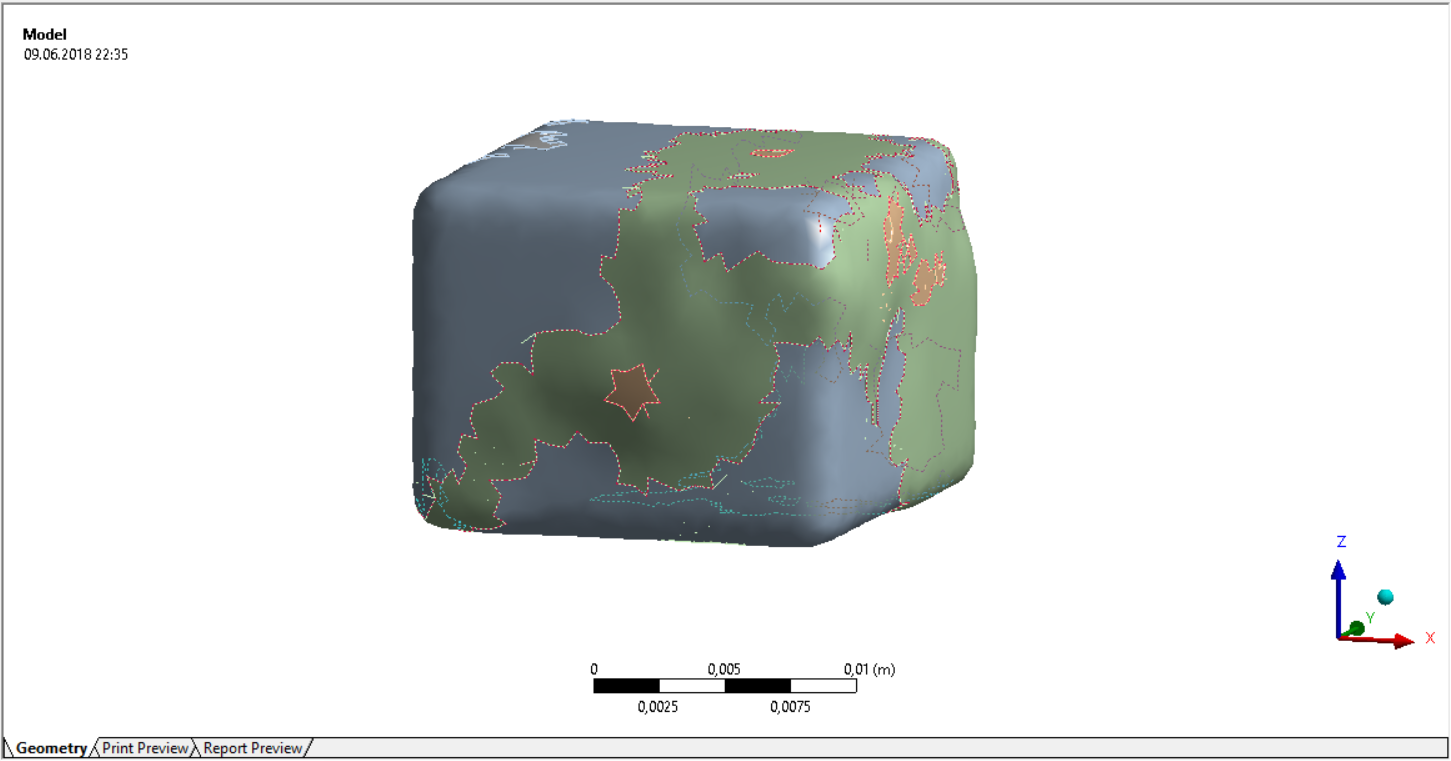 Model
09.06.2018 22:35
Z
Y
X
0 0,005 0,01 (m)
0,0025 0,0075
Geometry Print Preview Report Preview